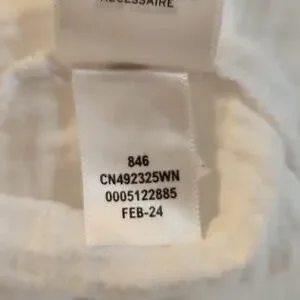 NÉCESSAIRE
846
CN492325WN
0005122885
FEB-24